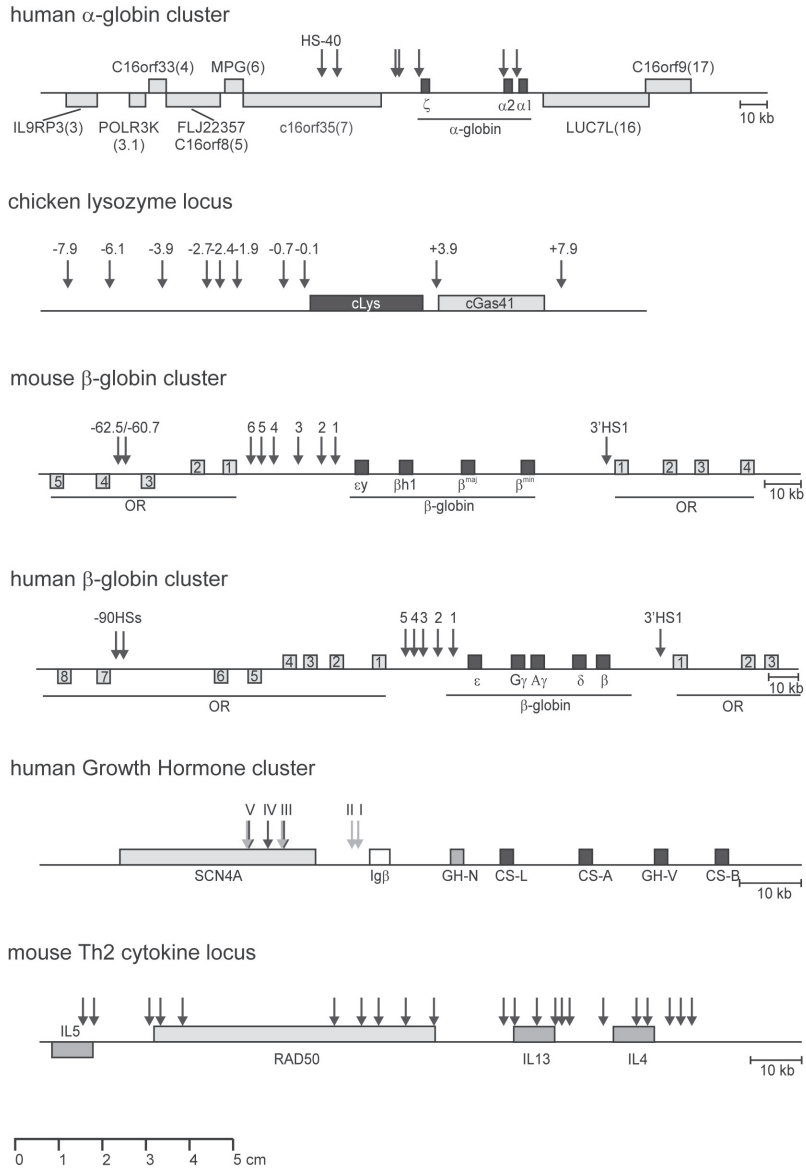 human α-globin cluster
HS-40
C16orf33(4) MPG(6) C16orf9(17)
ζ α2 α1
10 kb
IL9RP3(3) POLR3K FLJ22357 c16orf35(7) α-globin LUC7L(16)
(3.1) C16orf8(5)
chicken lysozyme locus
-7.9 -6.1 -3.9 -2.7 -2.4 -1.9 -0.7 -0.1 +3.9 +7.9
cLys cGas41
mouse β-globin cluster
-62.5/-60.7 6 5 4 3 2 1 3'HS1
2 1 1 2 3 4
5 4 3 εy βh1 βmaj βmin
10 kb
OR β-globin OR
human β-globin cluster
-90HSs 5 4 3 2 1 3'HS1
4 3 2 1 1 2 3
8 7 6 5 ε Gγ Aγ δ β
10 kb
OR β-globin OR
human Growth Hormone cluster
V IV III II I
SCN4A Igβ GH-N CS-L CS-A GH-V CS-B
10 kb
mouse Th2 cytokine locus
IL5
RAD50 IL13 IL4
10 kb
0 1 2 3 4 5 cm